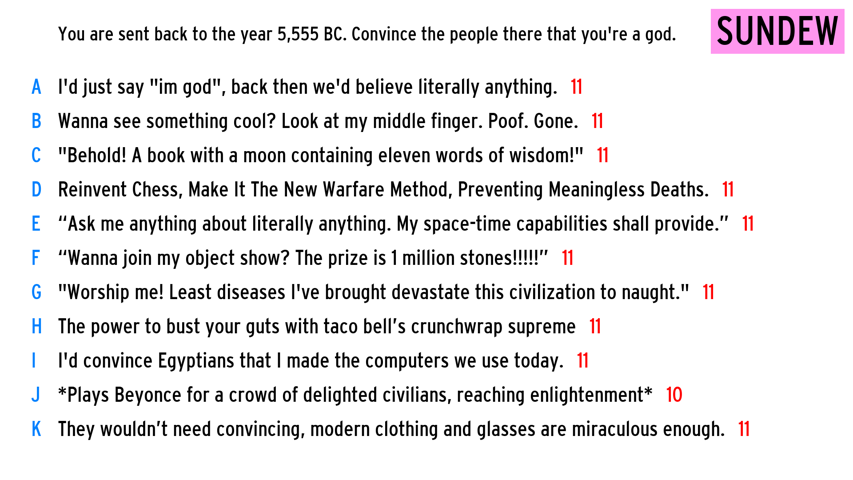 You are sent back to the year 5,555 BC. Convince the people there that you're a god.
SUNDEW
A I'd just say "im god", back then we'd believe literally anything. 11
B Wanna see something cool? Look at my middle finger. Poof. Gone. 11
C "Behold! A book with a moon containing eleven words of wisdom!" 11
D Reinvent Chess, Make It The New Warfare Method, Preventing Meaningless Deaths. 11
E “Ask me anything about literally anything. My space-time capabilities shall provide.” 11
F “Wanna join my object show? The prize is 1 million stones!!!!!” 11
G "Worship me! Least diseases I've brought devastate this civilization to naught." 11
H The power to bust your guts with taco bell’s crunchwrap supreme 11
I I'd convince Egyptians that I made the computers we use today. 11
J *Plays Beyonce for a crowd of delighted civilians, reaching enlightenment* 10
K They wouldn’t need convincing, modern clothing and glasses are miraculous enough. 11